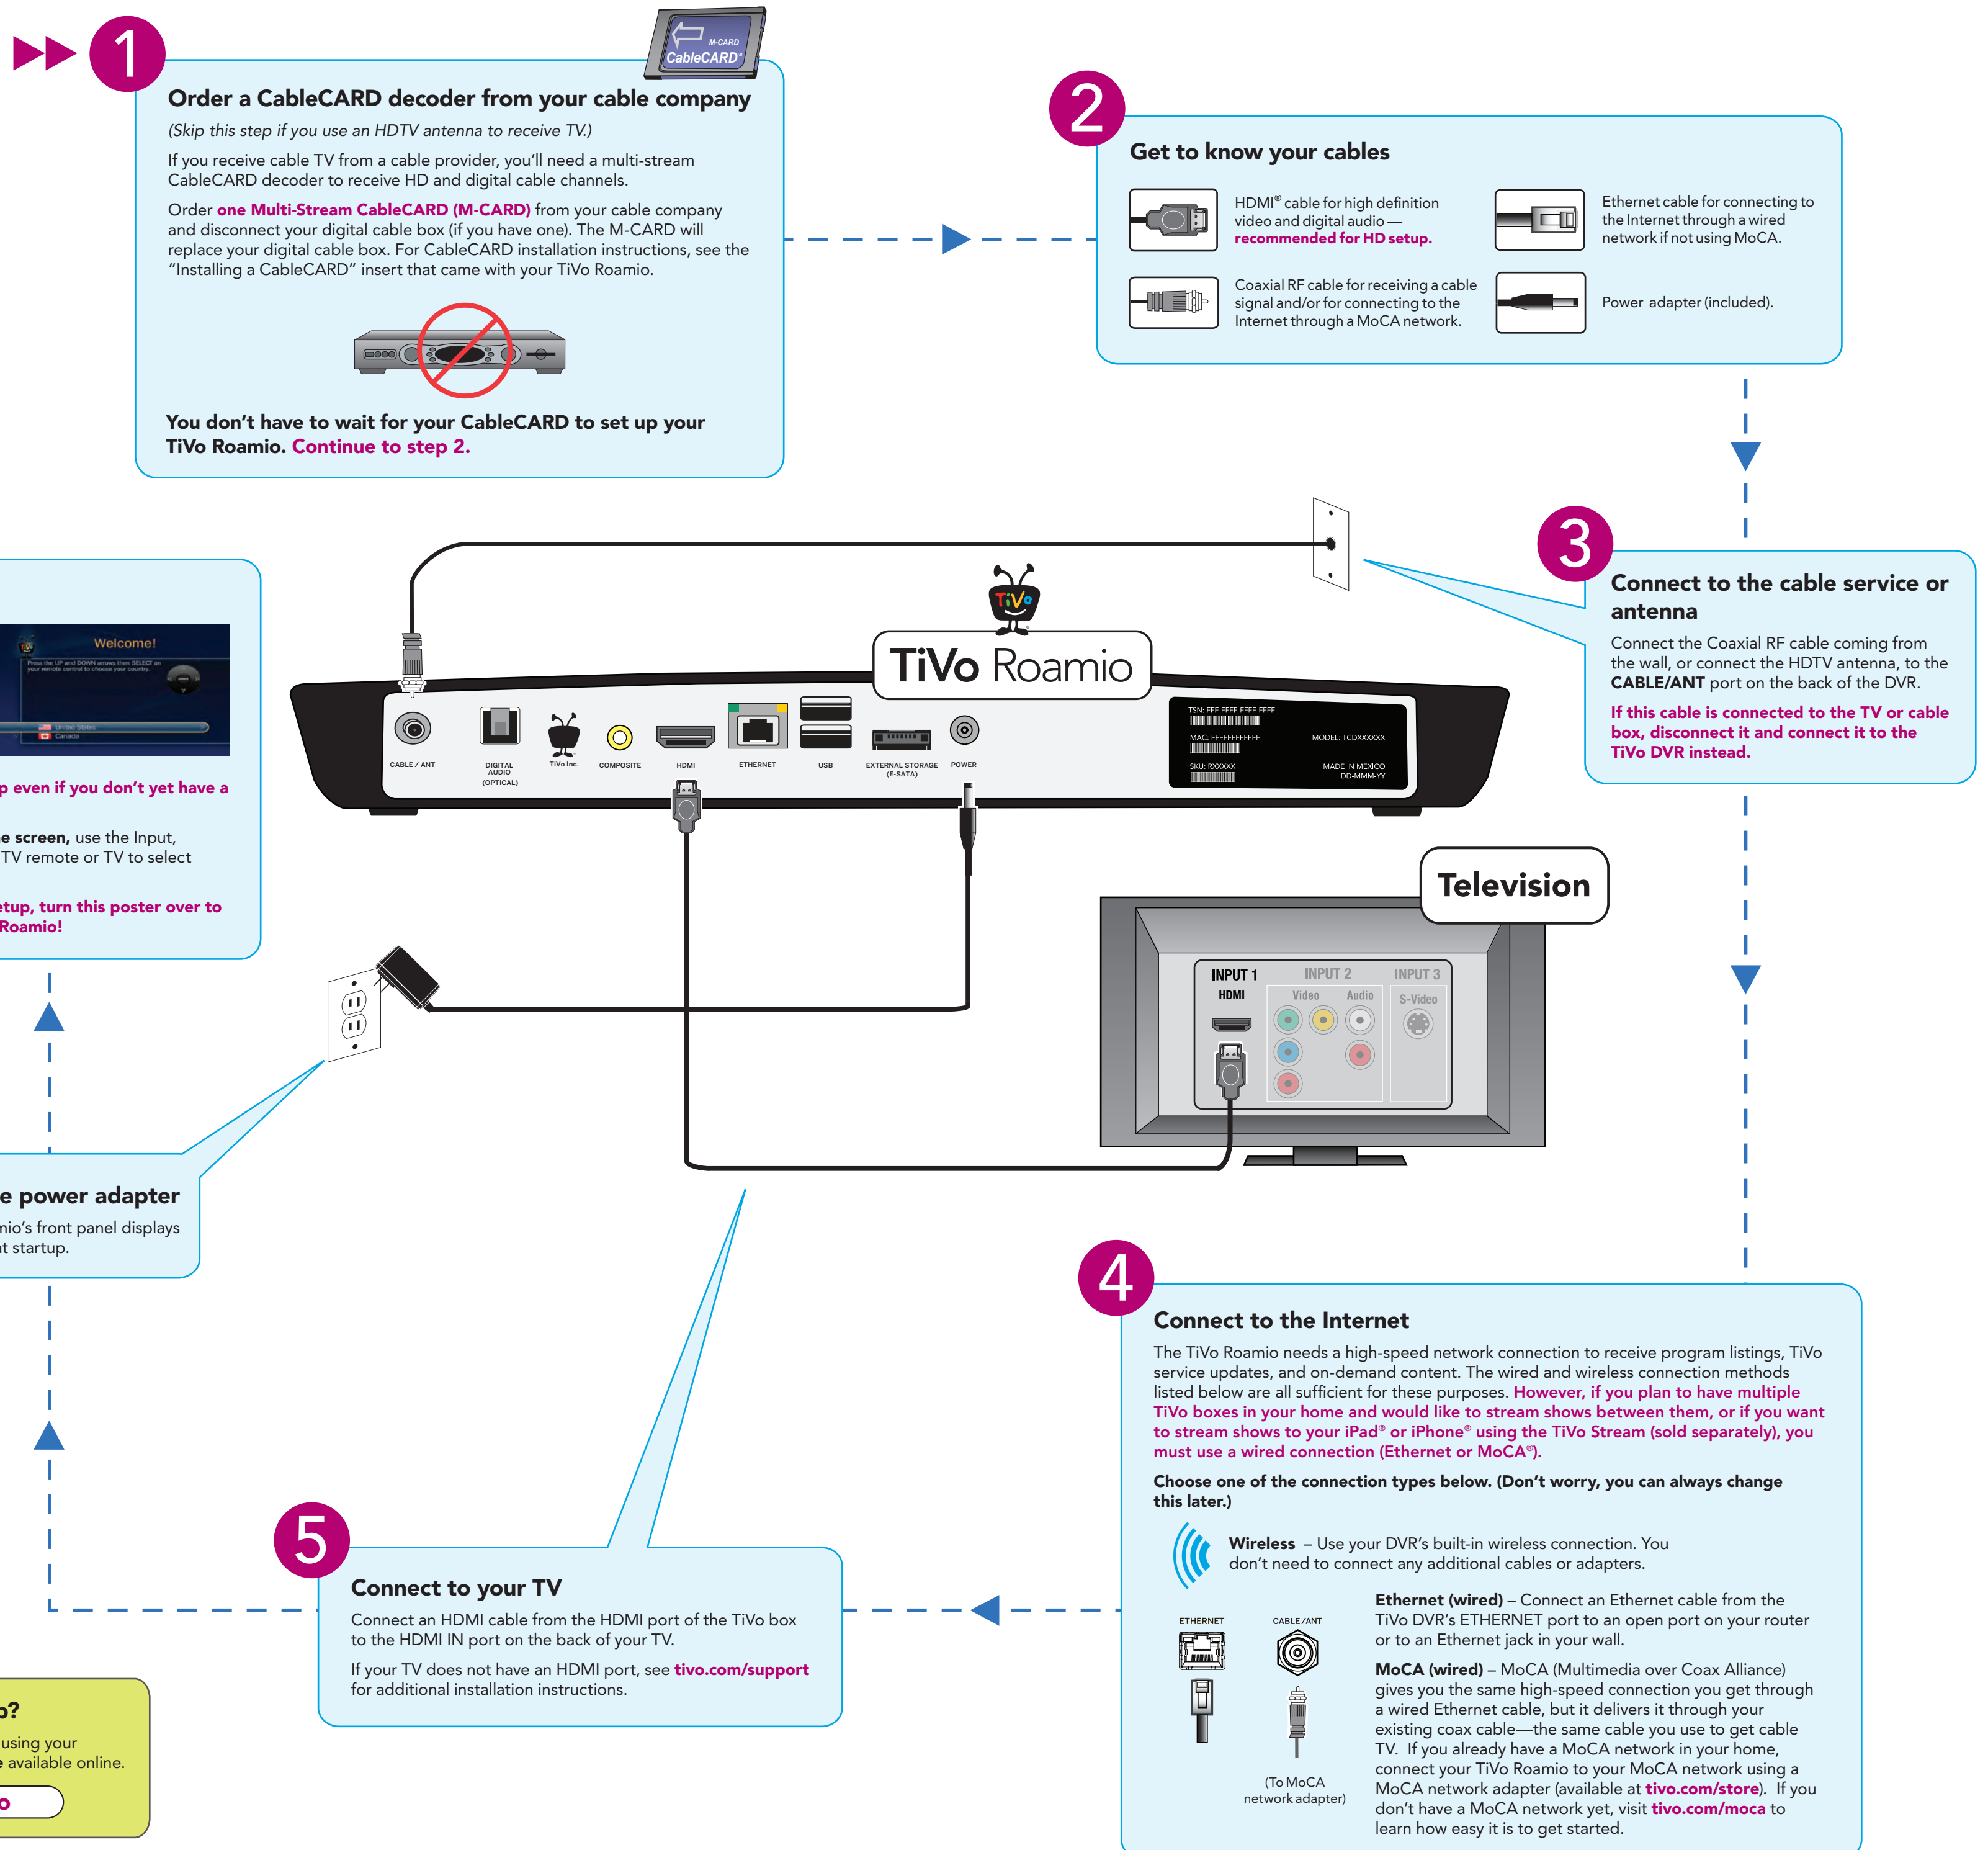 1
M-CARD
CableCARD™
Order a CableCARD decoder from your cable company
(Skip this step if you use an HDTV antenna to receive TV.)
If you receive cable TV from a cable provider, you'll need a multi-stream
CableCARD decoder to receive HD and digital cable channels.
Order one Multi-Stream CableCARD (M-CARD) from your cable company
and disconnect your digital cable box (if you have one). The M-CARD will
replace your digital cable box. For CableCARD installation instructions, see the
“Installing a CableCARD” insert that came with your TiVo Roamio.
You don't have to wait for your CableCARD to set up your
TiVo Roamio. Continue to step 2.
2
Get to know your cables
HDMI® cable for high definition
video and digital audio —
recommended for HD setup.
Ethernet cable for connecting to
the Internet through a wired
network if not using MoCA.
Coaxial RF cable for receiving a cable
signal and/or for connecting to the
Internet through a MoCA network.
Power adapter (included).
3
Connect to the cable service or
antenna
Connect the Coaxial RF cable coming from
the wall, or connect the HDTV antenna, to the
CABLE/ANT port on the back of the DVR.
If this cable is connected to the TV or cable
box, disconnect it and connect it to the
TiVo DVR instead.
TiVo
TiVo Roamio
CABLE / ANT
DIGITAL
AUDIO
(OPTICAL)
TiVo Inc.
COMPOSITE
HDMI
ETHERNET
USB
EXTERNAL STORAGE
(E-SATA)
POWER
TSN: FFF-FFFF-FFFF-FFFF
MAC: FFFFFFFFFFFF
MODEL: TCDXXXXXX
SKU: RXXXXX
MADE IN MEXICO
DD-MMM-YY
Welcome!
Press the UP and DOWN arrows then SELECT on
your remote control to choose your country.
United States
Canada
p even if you don't yet have a
e screen, use the Input,
TV remote or TV to select
etup, turn this poster over to
Roamio!
Television
INPUT 1
HDMI
INPUT 2
Video
Audio
INPUT 3
S-Video
e power adapter
mio's front panel displays
at startup.
4
Connect to the Internet
The TiVo Roamio needs a high-speed network connection to receive program listings, TiVo
service updates, and on-demand content. The wired and wireless connection methods
listed below are all sufficient for these purposes. However, if you plan to have multiple
TiVo boxes in your home and would like to stream shows between them, or if you want
to stream shows to your iPad® or iPhone® using the TiVo Stream (sold separately), you
must use a wired connection (Ethernet or MoCA®).
Choose one of the connection types below. (Don't worry, you can always change
this later.)
Wireless – Use your DVR's built-in wireless connection. You
don't need to connect any additional cables or adapters.
ETHERNET
CABLE/ANT
(To MoCA
network adapter)
Ethernet (wired) – Connect an Ethernet cable from the
TiVo DVR's ETHERNET port to an open port on your router
or to an Ethernet jack in your wall.
MoCA (wired) – MoCA (Multimedia over Coax Alliance)
gives you the same high-speed connection you get through
a wired Ethernet cable, but it delivers it through your
existing coax cable—the same cable you use to get cable
TV. If you already have a MoCA network in your home,
connect your TiVo Roamio to your MoCA network using a
MoCA network adapter (available at tivo.com/store). If you
don't have a MoCA network yet, visit tivo.com/moca to
learn how easy it is to get started.
5
Connect to your TV
Connect an HDMI cable from the HDMI port of the TiVo box
to the HDMI IN port on the back of your TV.
If your TV does not have an HDMI port, see tivo.com/support
for additional installation instructions.
p?
using your
e available online.
o